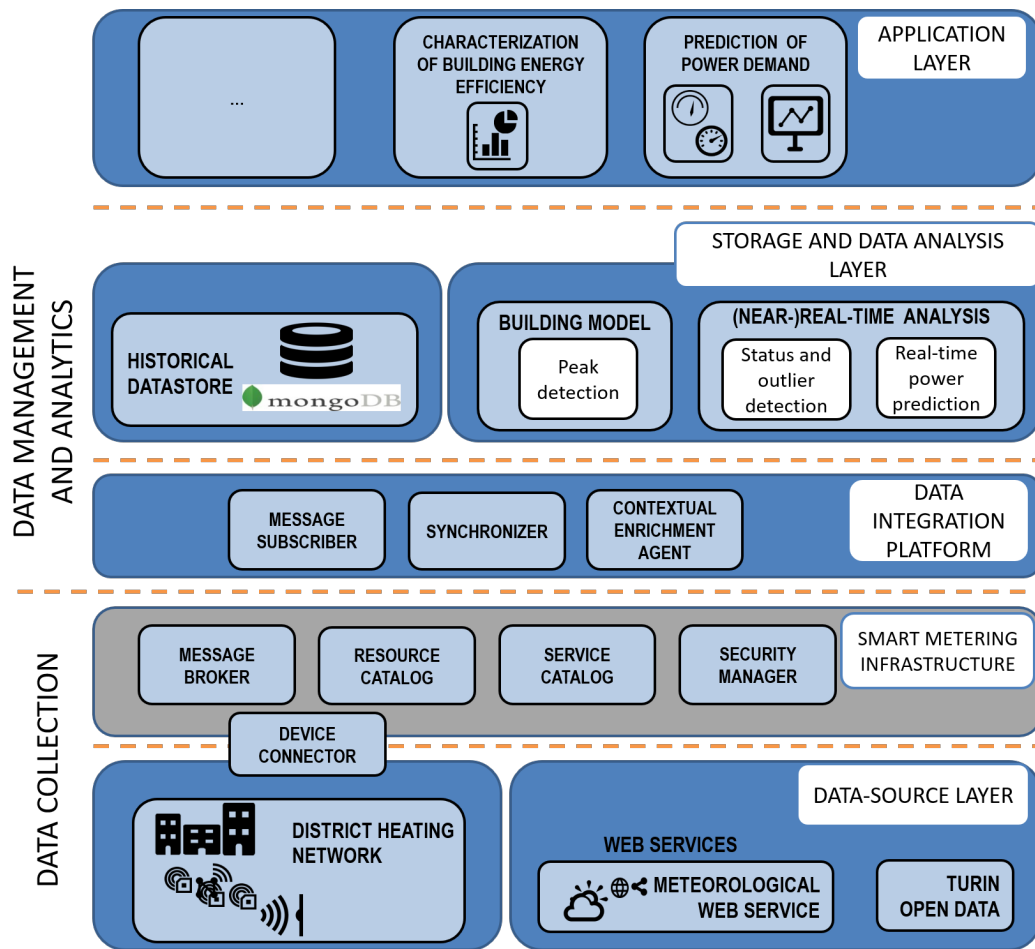 APPLICATION
LAYER
...
CHARACTERIZATION
OF BUILDING ENERGY
EFFICIENCY
PREDICTION OF
POWER DEMAND
DATA MANAGEMENT
AND ANALYTICS
STORAGE AND DATA ANALYSIS
LAYER
HISTORICAL
DATASTORE
mongoDB
BUILDING MODEL
Peak
detection
(NEAR-)REAL-TIME ANALYSIS
Status and
outlier
detection
Real-time
power
prediction
DATA
INTEGRATION
PLATFORM
MESSAGE
SUBSCRIBER
SYNCHRONIZER
CONTEXTUAL
ENRICHMENT
AGENT
DATA COLLECTION
SMART METERING
INFRASTRUCTURE
MESSAGE
BROKER
RESOURCE
CATALOG
SERVICE
CATALOG
SECURITY
MANAGER
DEVICE
CONNECTOR
DATA-SOURCE LAYER
DISTRICT HEATING
NETWORK
WEB SERVICES
METEOROLOGICAL
WEB SERVICE
TURIN
OPEN DATA